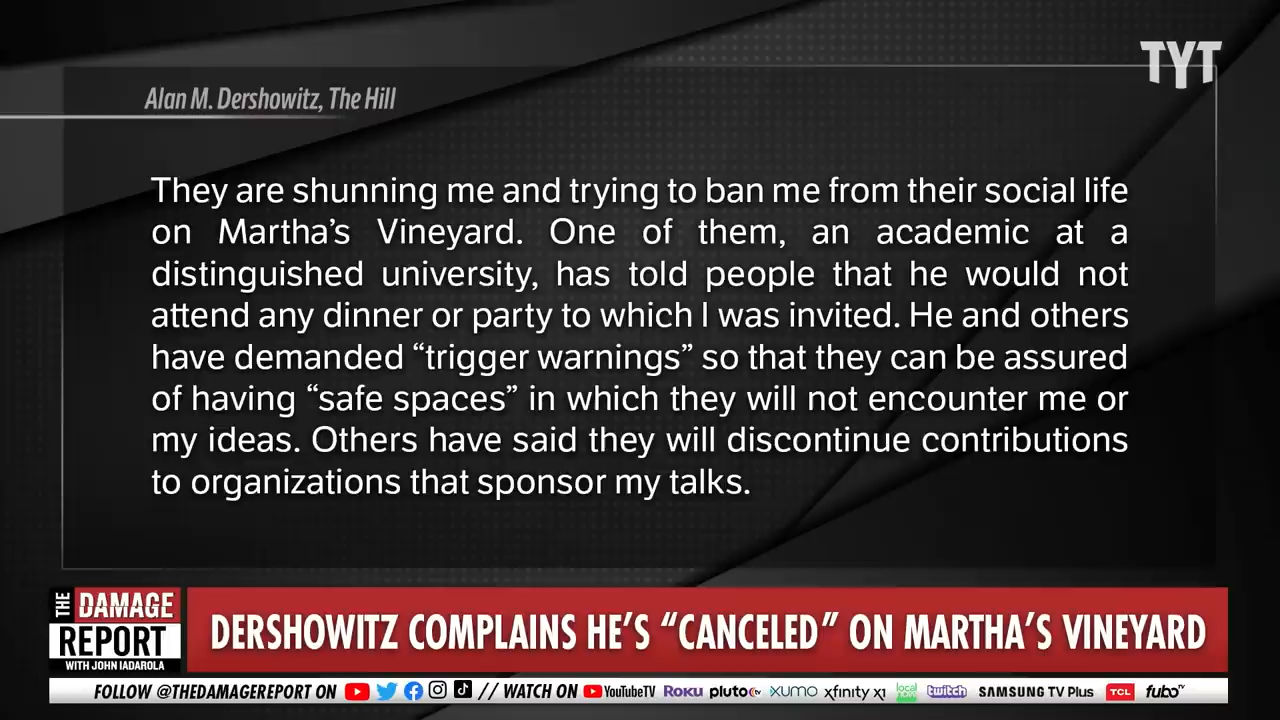 TYT
Alan M. Dershowitz, The Hill
They are shunning me and trying to ban me from their social life
on Martha’s Vineyard. One of them, an academic at a
distinguished university, has told people that he would not
attend any dinner or party to which I was invited. He and others
have demanded “trigger warnings” so that they can be assured
of having “safe spaces” in which they will not encounter me or
my ideas. Others have said they will discontinue contributions
to organizations that sponsor my talks.
THE DAMAGE
REPORT
WITH JOHN IADAROLA
DERSHOWITZ COMPLAINS HE’S “CANCELED” ON MARTHA’S VINEYARD
FOLLOW @THEDAMAGEREPORT ON // WATCH ON YouTubeTV ROKU pluto tv XUMO xfinity X1 local now twitch SAMSUNG TV Plus TCL fubo TV